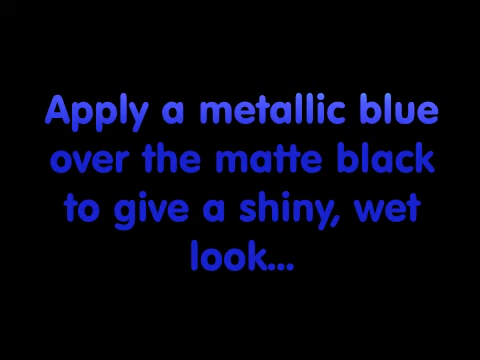 Apply a metallic blue
over the matte black
to give a shiny, wet
look...